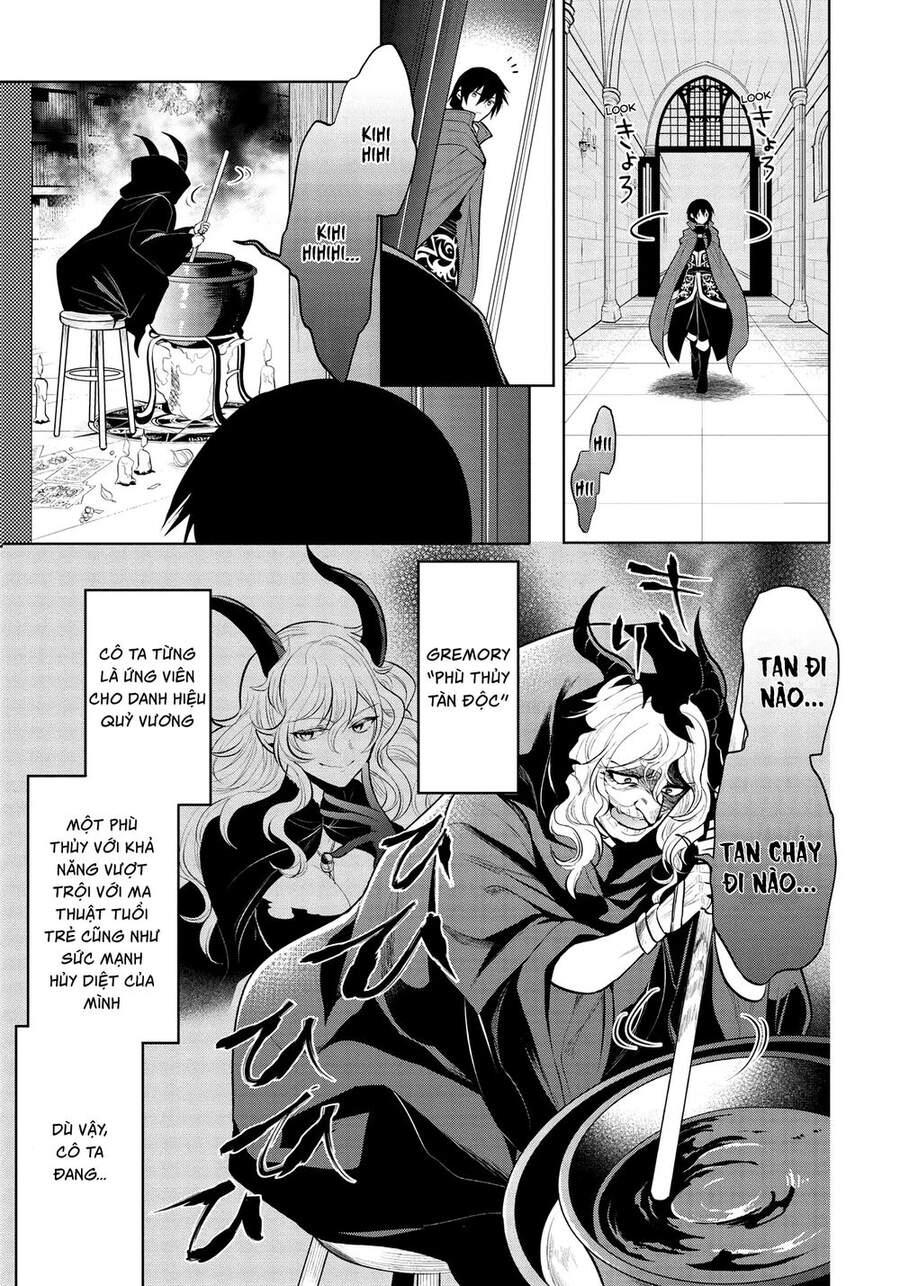 LOOK
きょろ
LOOK
きょろ
HII
HII
KIHI
HIHI
KIHI
HIHIHI...
TAN ĐI
NÀO...
TAN CHẢY
ĐI NÀO...
GREMORY
"PHÙ THỦY
TÀN ĐỘC"
CÔ TA TỪNG
LÀ ỨNG VIÊN
CHO DANH HIỆU
QUỲ VƯƠNG
MỘT PHÙ
THỦY VỚI KHẢ
NĂNG VƯỢT
TRỘI VỚI MA
THUẬT TUỔI
TRẺ CŨNG NHƯ
SỨC MẠNH
HỦY DIỆT CỦA
MÌNH
DÙ VẬY,
CÔ TA
ĐANG...